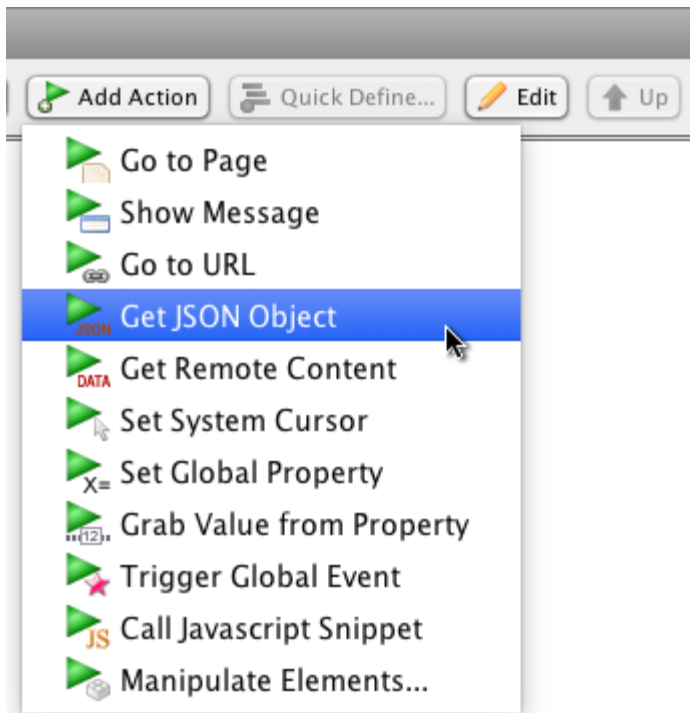 Add Action Quick Define... Edit Up
Go to Page
Show Message
Go to URL
JSON Get JSON Object
DATA Get Remote Content
Set System Cursor
X= Set Global Property
12 Grab Value from Property
Trigger Global Event
JS Call Javascript Snippet
Manipulate Elements...